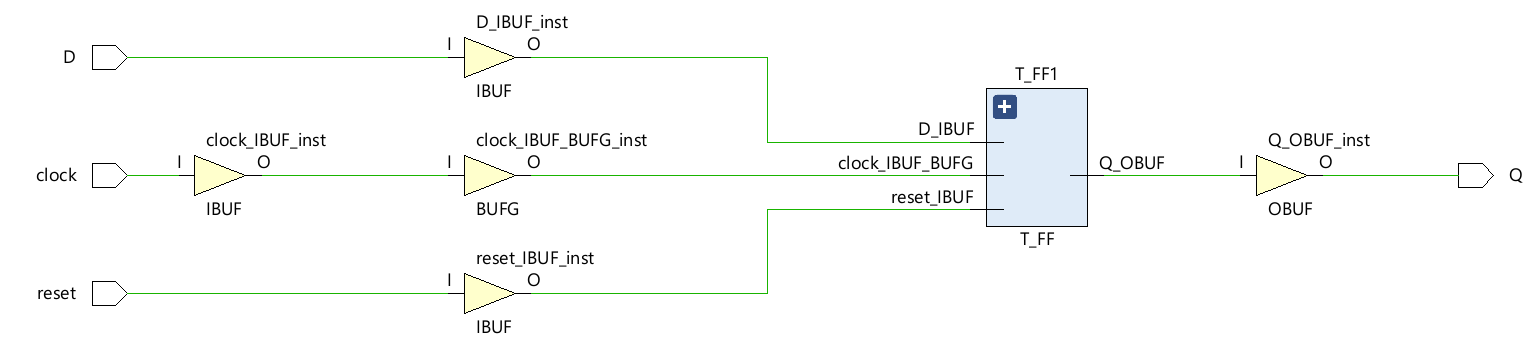 D_IBUF_inst
D
I
O
IBUF
T_FF1
D_IBUF
clock_IBUF_inst
clock
I
O
IBUF
clock_IBUF_BUFG_inst
I
O
BUFG
clock_IBUF_BUFG
reset_IBUF
Q_OBUF
T_FF
Q_OBUF_inst
I
O
OBUF
Q
reset_IBUF_inst
reset
I
O
IBUF